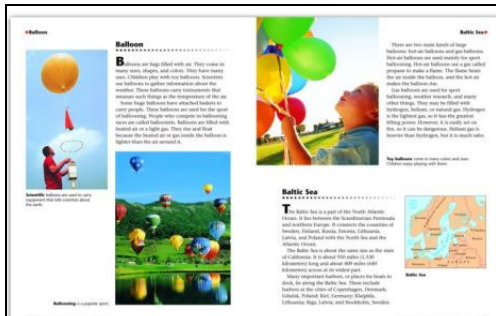 Balloon
Balloon
Balloons are bags filled with air. They come in
many sizes, shapes, and colors. They have many
uses. Children play with toy balloons. Scientists
use balloons to gather information about the
weather. These balloons carry instruments that
measure such things as the temperature of the air.
Some huge balloons have attached baskets to
carry people. These balloons are used for the sport
of ballooning. People who compete in ballooning
races are called balloonists. Balloons are filled with
heated air or a light gas. They rise and float
because the heated air or gas inside the balloon is
lighter than the air around it.
Scientific balloons are used to carry
equipment that tells scientists about
the earth.
Ballooning is a popular sport.
Baltic Sea
There are two main kinds of large
balloons: hot-air balloons and gas balloons.
Hot-air balloons are used mainly for sport
ballooning. Hot-air balloons use a gas called
propane to make a flame. The flame heats
the air inside the balloon, and the hot air
makes the balloon rise.
Gas balloons are used for sport
ballooning, weather research, and many
other things. They may be filled with
hydrogen, helium, or natural gas. Hydrogen
is the lightest gas, so it has the greatest
lifting power. However, it is easily set on
fire, so it can be dangerous. Helium gas is
heavier than hydrogen, but it is much safer.
Toy balloons come in many colors and sizes.
Children enjoy playing with them.
Baltic Sea
The Baltic Sea is a part of the North Atlantic
Ocean. It lies between the Scandinavian Peninsula
and northern Europe. It connects the countries of
Sweden, Finland, Russia, Estonia, Lithuania,
Latvia, and Poland with the North Sea and the
Atlantic Ocean.
The Baltic Sea is about the same size as the state
of California. It is about 950 miles (1,530
kilometers) long and about 400 miles (640
kilometers) across at its widest part.
Many important harbors, or places for boats to
dock, lie along the Baltic Sea. These include
harbors at the cities of Copenhagen, Denmark;
Gdańsk, Poland; Kiel, Germany; Klaipėda,
Lithuania; Riga, Latvia; and Stockholm, Sweden.
Baltic Sea